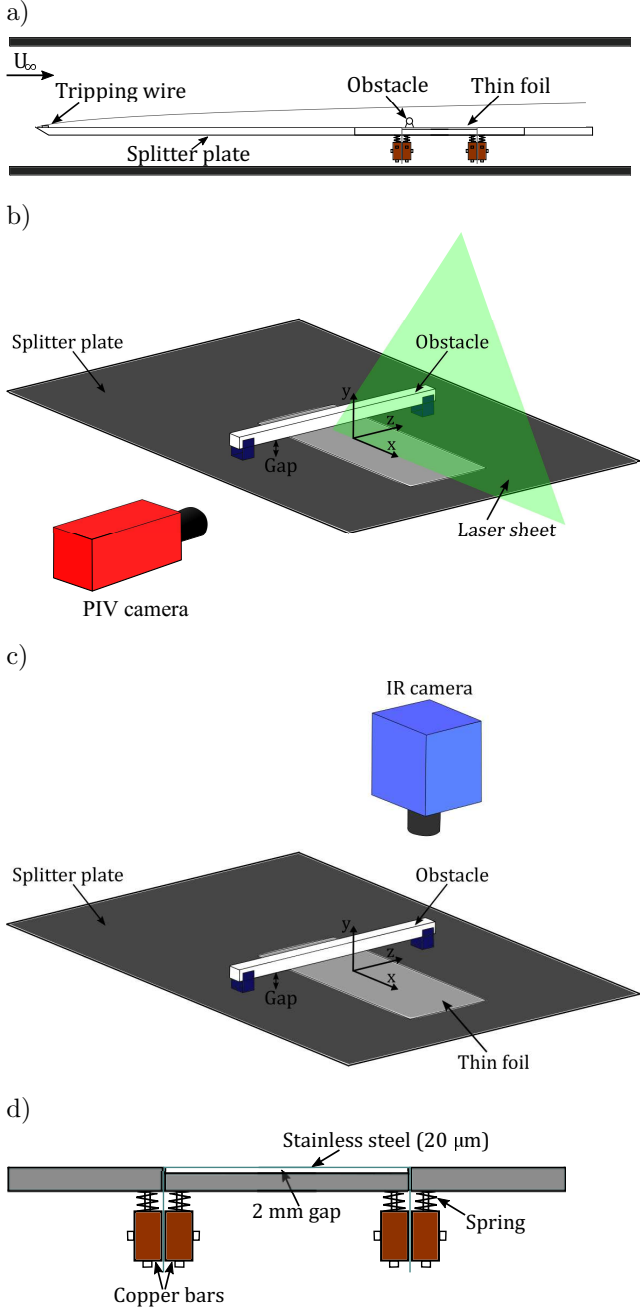 a)
U∞
Tripping wire
Obstacle
Thin foil
Splitter plate
b)
Splitter plate
Obstacle
y
z
x
Gap
Laser sheet
PIV camera
c)
IR camera
Splitter plate
Obstacle
y
z
x
Gap
Thin foil
d)
Stainless steel (20 μm)
2 mm gap
Spring
Copper bars